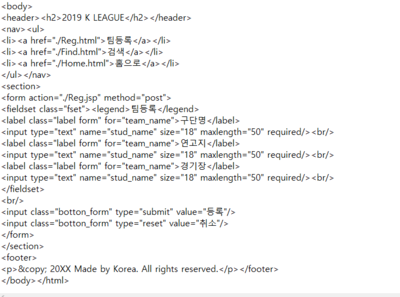 <body>
<header><h2>2019 K LEAGUE</h2></header>
<nav><ul>
<li><a href="./Reg.html">팀등록</a></li>
<li><a href="./Find.html">검색</a></li>
<li><a href="./Home.html">홈으로</a></li>
</ul></nav>
<section>
<form action="./Reg.jsp" method="post">
<fieldset class="fset"><legend>팀등록</legend>
<label class="label form" for="team_name">구단명</label>
<input type="text" name="stud_name" size="18" maxlength="50" required/><br/>
<label class="label form" for="team_name">연고지</label>
<input type="text" name="stud_name" size="18" maxlength="50" required/><br/>
<label class="label form" for="team_name">경기장</label>
<input type="text" name="stud_name" size="18" maxlength="50" required/><br/>
</fieldset>
<br/>
<input class="botton_form" type="submit" value="등록"/>
<input class="botton_form" type="reset" value="취소"/>
</form>
</section>
<footer>
<p>&copy; 20XX Made by Korea. All rights reserved.</p></footer>
</body></html>